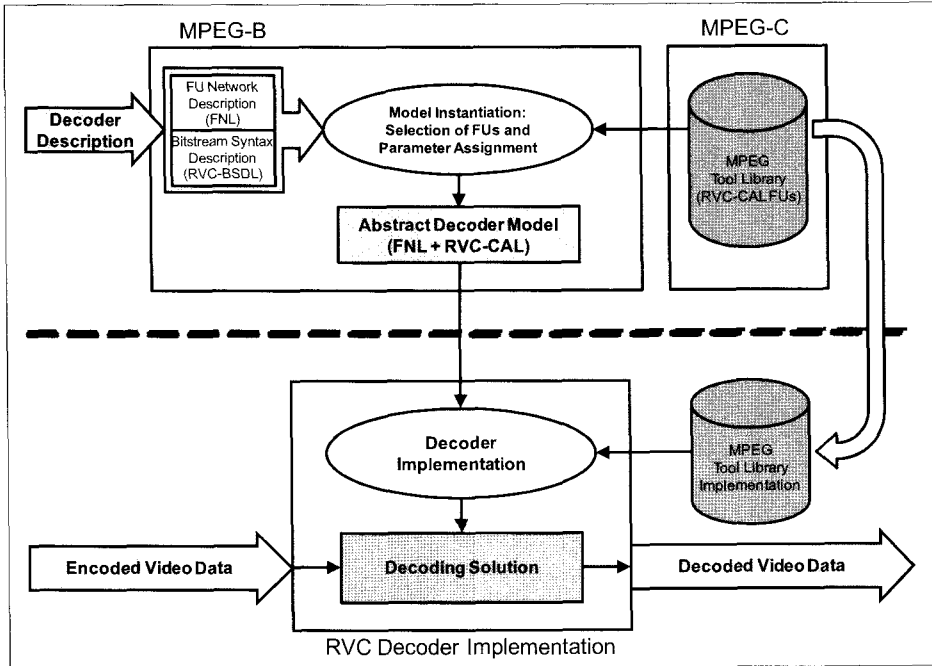 MPEG-B
MPEG-C
Decoder
Description
FU Network
Description
(FNL)
Bitstream Syntax
Description
(RVC-BSDL)
Model Instantiation:
Selection of FUs and
Parameter Assignment
MPEG
Tool Library
(RVC-CAL FUs)
Abstract Decoder Model
(FNL + RVC-CAL)
Decoder
Implementation
MPEG
Tool Library
Implementation
Encoded Video Data
Decoding Solution
Decoded Video Data
RVC Decoder Implementation